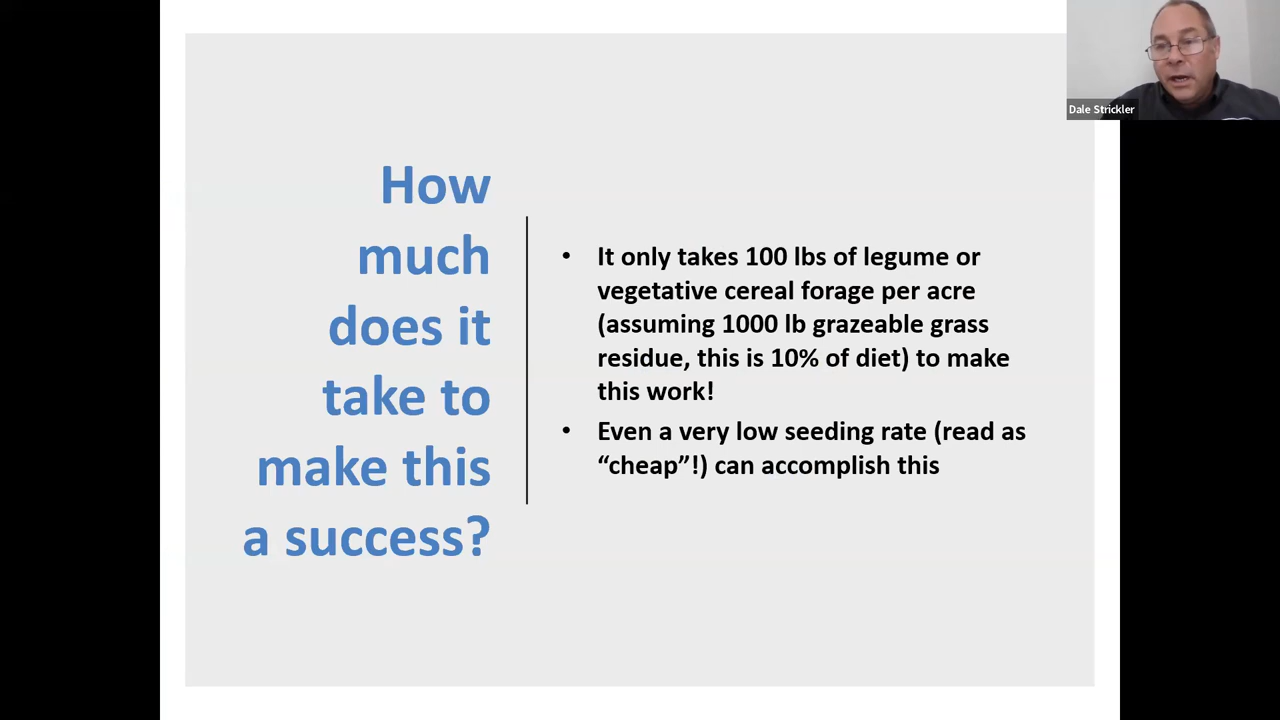 How
much
does it
take to
make this
a success?
• It only takes 100 lbs of legume or
vegetative cereal forage per acre
(assuming 1000 lb grazeable grass
residue, this is 10% of diet) to make
this work!
• Even a very low seeding rate (read as
“cheap”!) can accomplish this
Dale Strickler